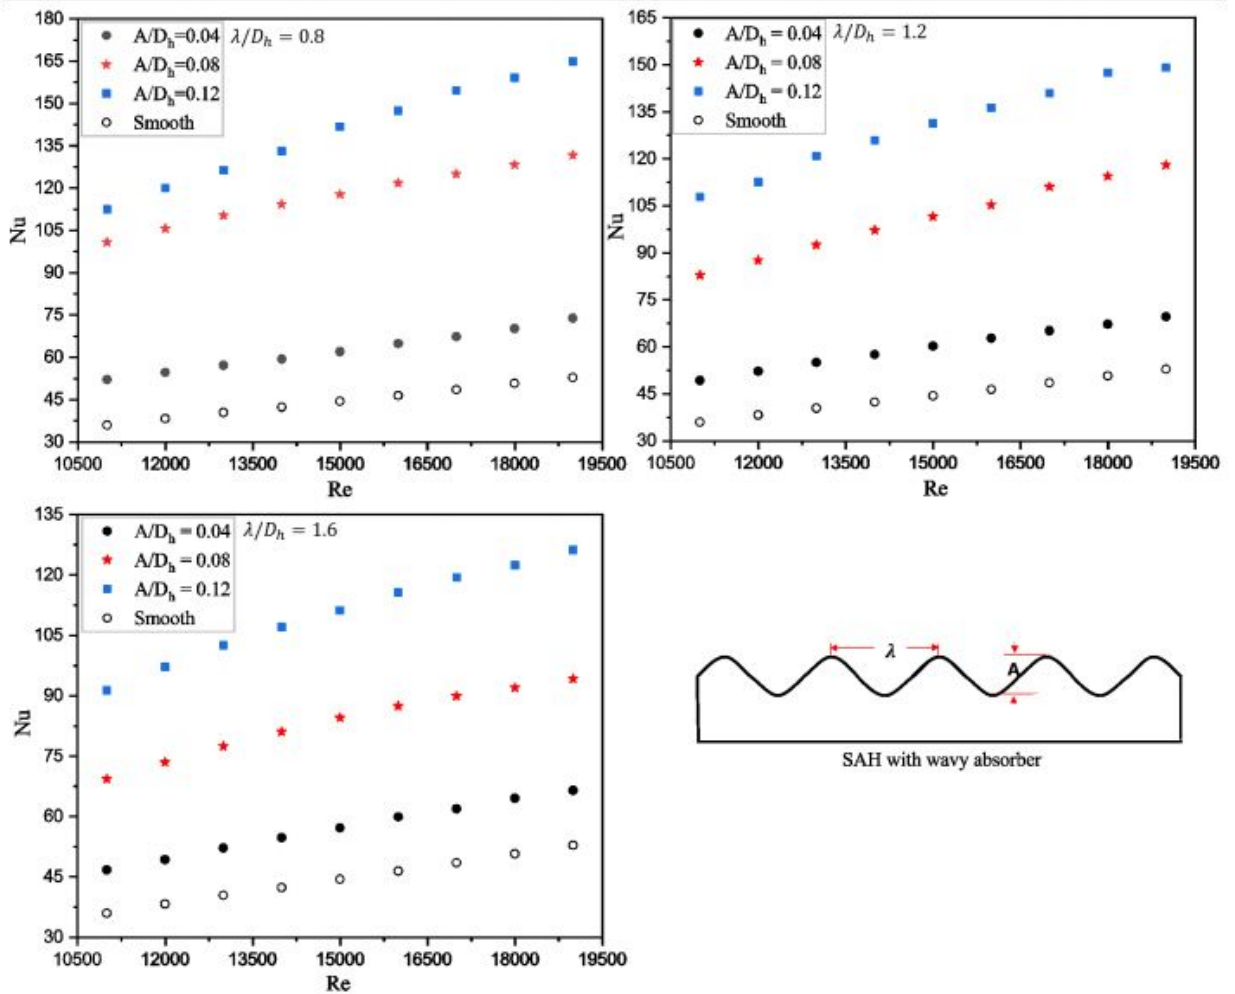 180
165
150
135
120
105
90
75
60
45
30
Nu
A/Dh=0.04
A/Dh=0.08
A/Dh=0.12
Smooth
λ/Dh = 0.8
10500 12000 13500 15000 16500 18000 19500
Re
165
150
135
120
105
90
75
60
45
30
Nu
A/Dh = 0.04
A/Dh = 0.08
A/Dh = 0.12
Smooth
λ/Dh = 1.2
10500 12000 13500 15000 16500 18000 19500
Re
135
120
105
90
75
60
45
30
Nu
A/Dh = 0.04
A/Dh = 0.08
A/Dh = 0.12
Smooth
λ/Dh = 1.6
10500 12000 13500 15000 16500 18000 19500
Re
λ
A
SAH with wavy absorber